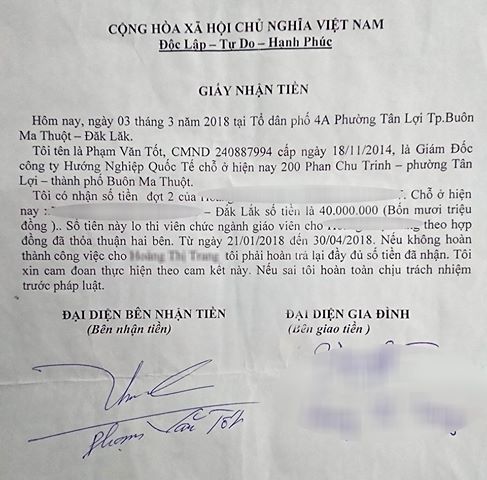 CỘNG HÒA XÃ HỘI CHỦ NGHĨA VIỆT NAM
Độc Lập – Tự Do – Hạnh Phúc
GIẤY NHẬN TIỀN
Hôm nay, ngày 03 tháng 3 năm 2018 tại Tổ dân phố 4A Phường Tân Lợi Tp.Buôn
Ma Thuột – Đăk Lăk.
Tôi tên là Phạm Văn Tốt, CMND 240887994 cấp ngày 18/11/2014, là Giám Đốc
công ty Hướng Nghiệp Quốc Tế chỗ ở hiện nay 200 Phan Chu Trinh – phường Tân
Lợi – thành phố Buôn Ma Thuột.
Tôi có nhận số tiền đợt 2 của Chỗ ở hiện
nay : – Đăk Lăk số tiền là 40.000.000 (Bốn mươi triệu
đồng ).. Số tiền này lo thi viên chức ngành giáo viên cho theo hợp
đồng đã thỏa thuận hai bên. Từ ngày 21/01/2018 đến 30/04/2018. Nếu không hoàn
thành công việc cho Hoàng Thị Trang tôi phải hoàn trả lại đầy đủ số tiền đã nhận. Tôi
xin cam đoan thực hiện theo cam kết này. Nếu sai tôi hoàn toàn chịu trách nhiệm
trước pháp luật.
ĐẠI DIỆN BÊN NHẬN TIỀN ĐẠI DIỆN GIA ĐÌNH
(Bên nhận tiền) (Bên giao tiền )
Phạm Văn Tốt